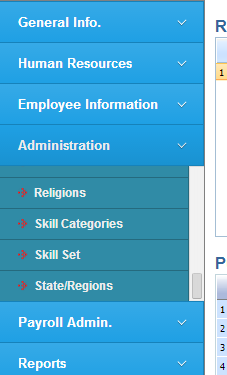 General Info.
Human Resources
Employee Information
Administration
Religions
Skill Categories
Skill Set
State/Regions
Payroll Admin.
Reports
R
1
P
1
2
3
4